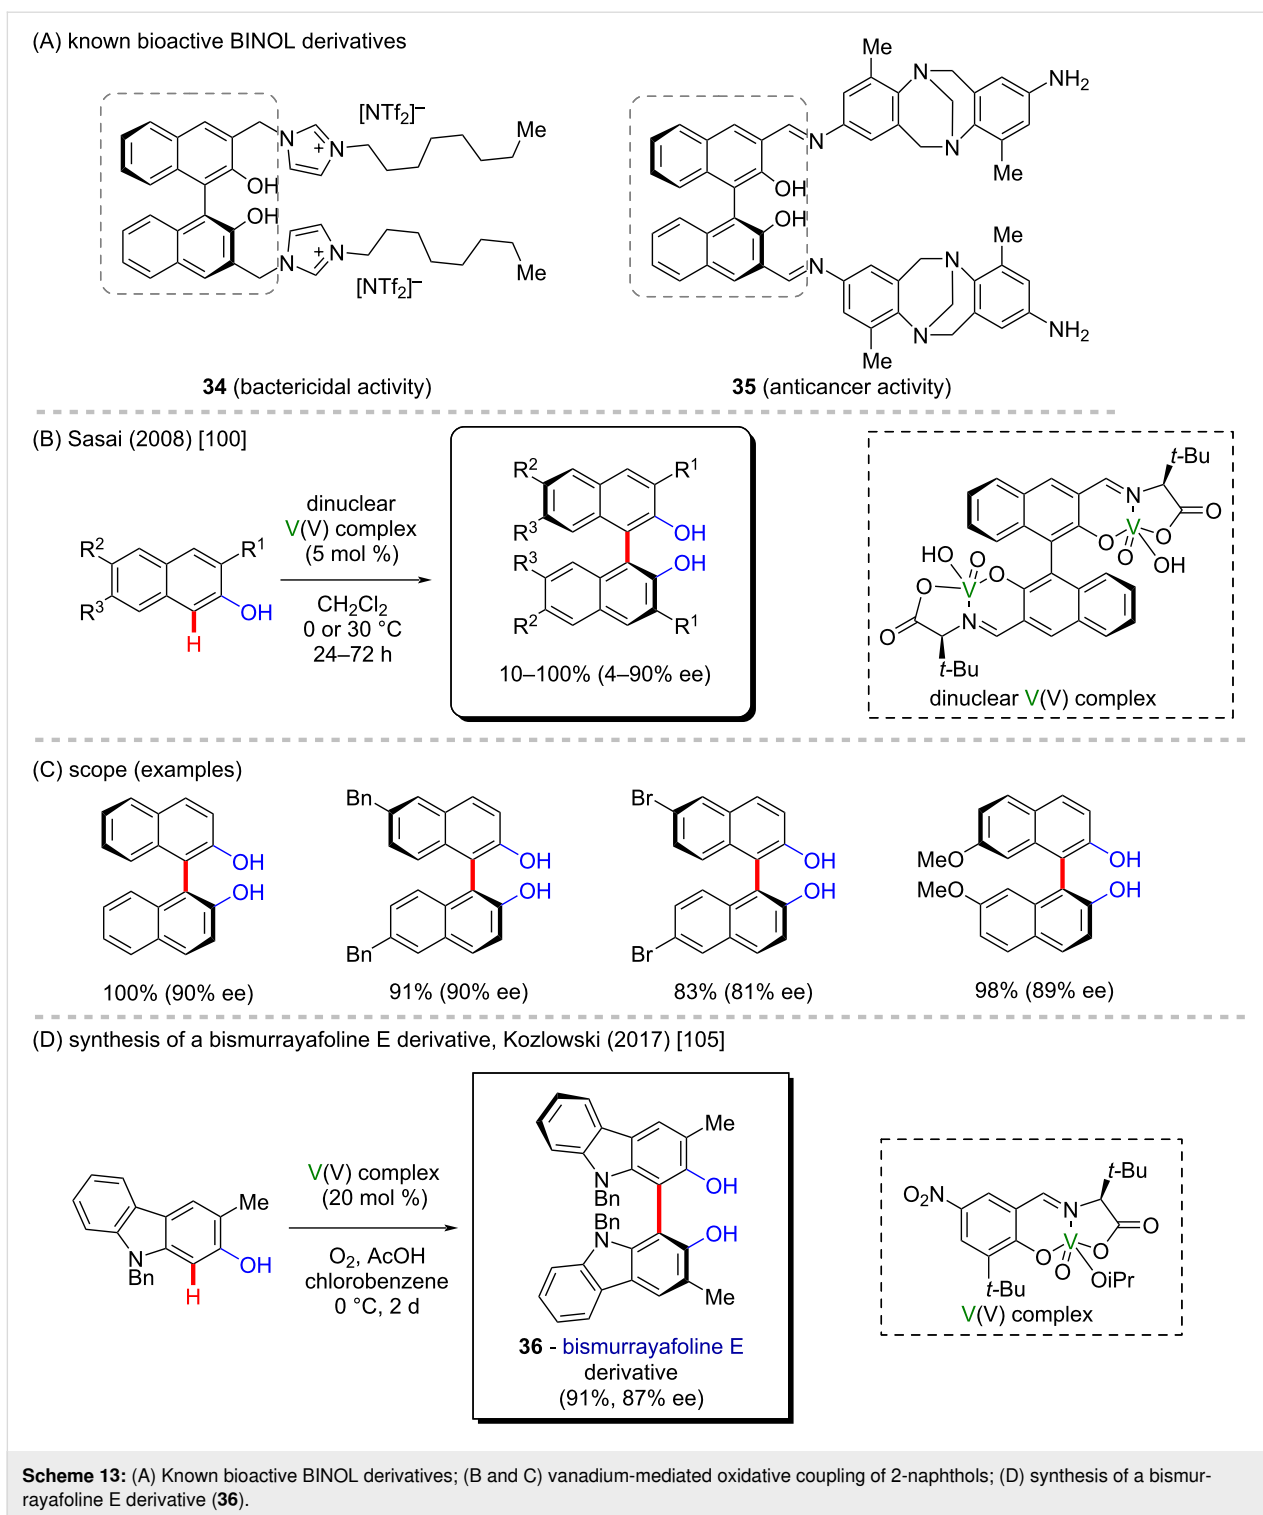 (A) known bioactive BINOL derivatives
[NTf2]–
N
N
+
Me
OH
OH
N
N
+
Me
[NTf2]–
34 (bactericidal activity)
Me
N
NH2
N
N
Me
OH
OH
Me
N
N
N
NH2
Me
35 (anticancer activity)
(B) Sasai (2008) [100]
R2
R1
R3
OH
H
dinuclear
V(V) complex
(5 mol %)
CH2Cl2
0 or 30 °C
24–72 h
R2
R1
R3
OH
R3
OH
R2
R1
10–100% (4–90% ee)
t-Bu
N
O
V
O
O
O
OH
HO
O
O
V
O
O
N
t-Bu
dinuclear V(V) complex
(C) scope (examples)
OH
OH
100% (90% ee)
Bn
OH
OH
Bn
91% (90% ee)
Br
OH
OH
Br
83% (81% ee)
MeO
OH
MeO
OH
98% (89% ee)
(D) synthesis of a bismurrayafoline E derivative, Kozlowski (2017) [105]
Me
N
OH
Bn
H
V(V) complex
(20 mol %)
O2, AcOH
chlorobenzene
0 °C, 2 d
Me
N
OH
Bn
Bn
N
OH
Me
36 - bismurrayafoline E
derivative
(91%, 87% ee)
t-Bu
O2N
N
O
V
O
O
O
OiPr
t-Bu
V(V) complex
Scheme 13: (A) Known bioactive BINOL derivatives; (B and C) vanadium-mediated oxidative coupling of 2-naphthols; (D) synthesis of a bismur-
rayafoline E derivative (36).